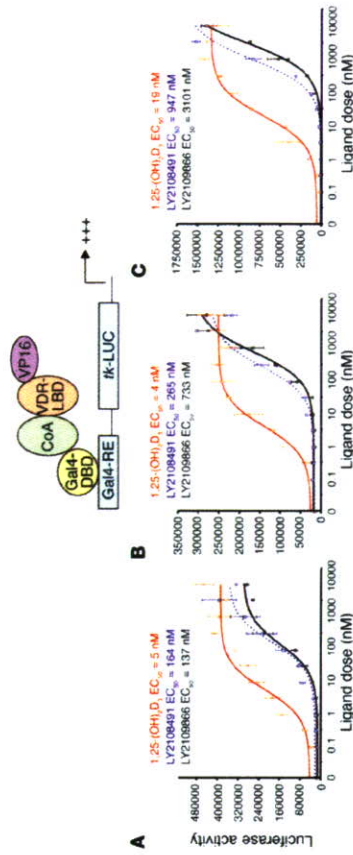 VP16
CoA
VDR-
LBD
Gal4-
DBD
Gal4-RE
tk-LUC
+++
A
1,25-(OH)2D3 EC50 = 5 nM
LY2108491 EC50 = 164 nM
LY2109866 EC50 = 137 nM
Luciferase activity
480000
400000
320000
240000
160000
60000
0
0 0.1 1 10 100 1000 10000
Ligand dose (nM)
B
1,25-(OH)2D3 EC50 = 4 nM
LY2108491 EC50 = 265 nM
LY2109866 EC50 = 733 nM
350000
300000
250000
200000
150000
100000
50000
0
0 0.1 1 10 100 1000 10000
Ligand dose (nM)
C
1,25-(OH)2D3 EC50 = 19 nM
LY2108491 EC50 = 947 nM
LY2109866 EC50 = 3101 nM
1750000
1500000
1250000
1000000
750000
500000
250000
0
0 0.1 1 10 100 1000 10000
Ligand dose (nM)